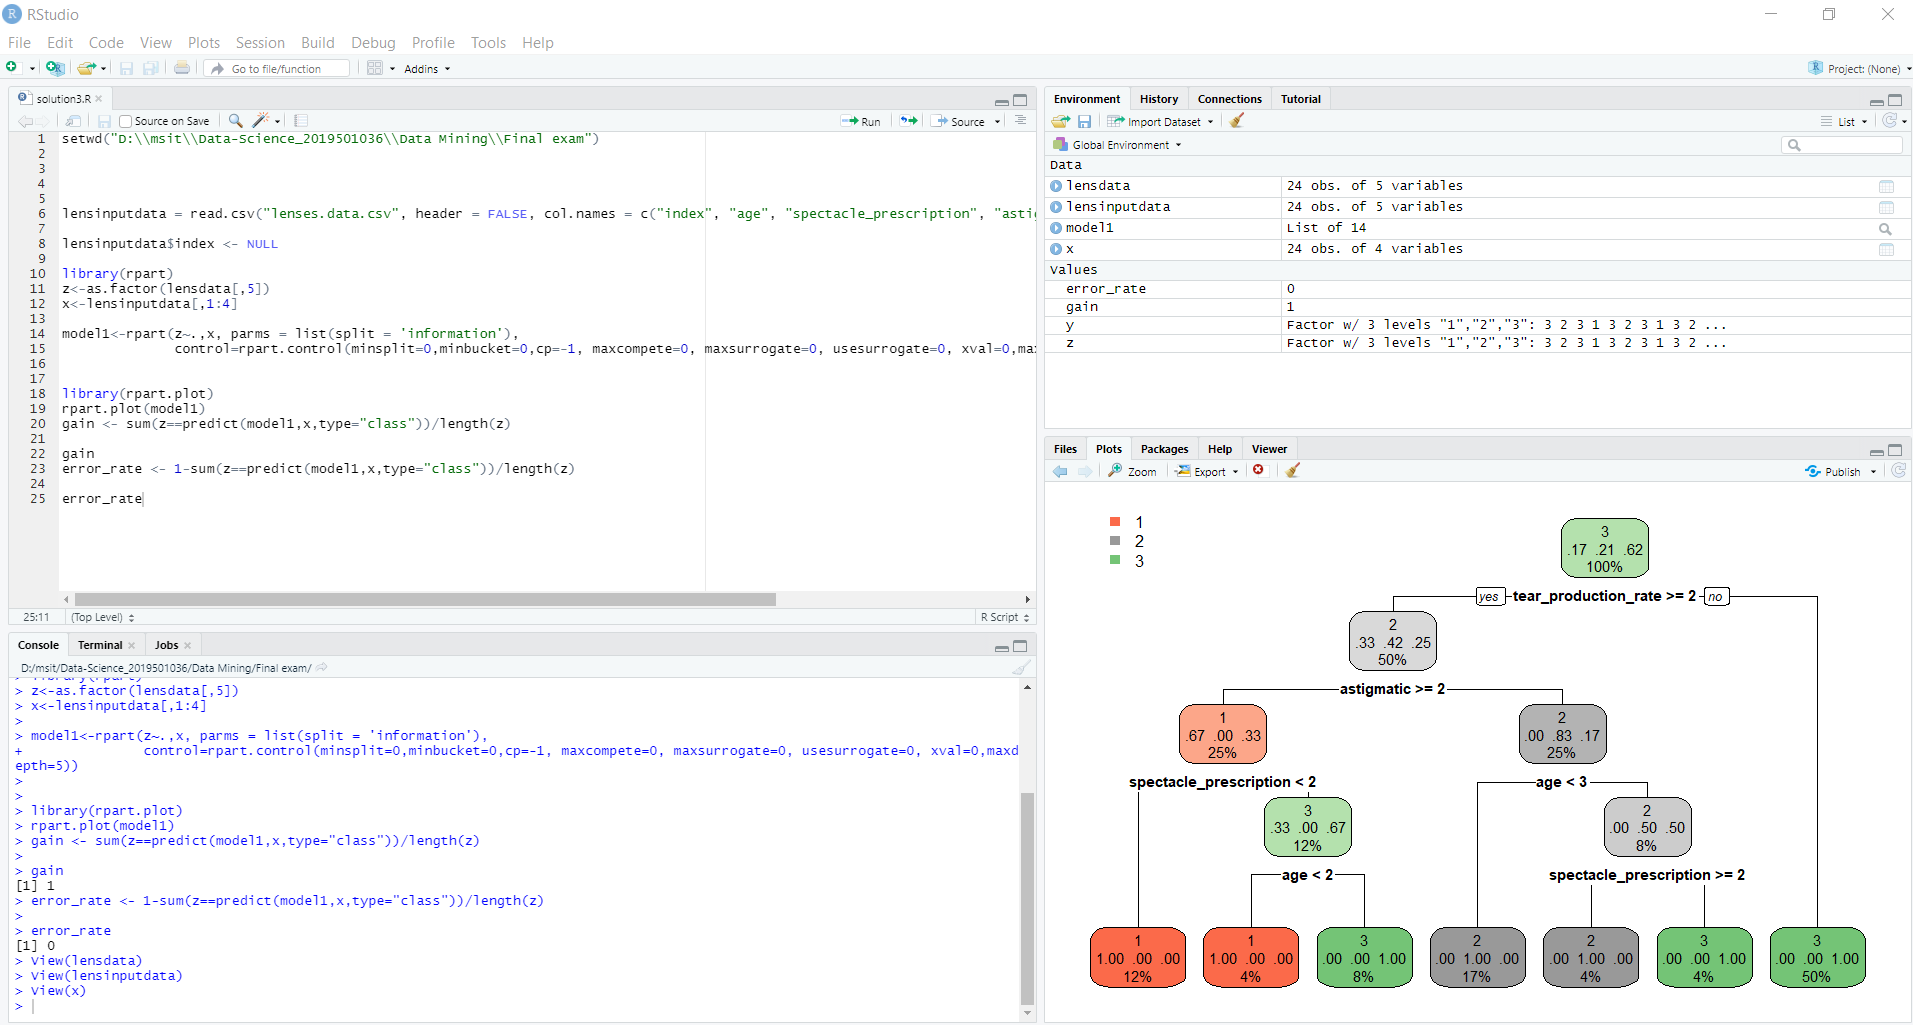 RStudio
File Edit Code View Plots Session Build Debug Profile Tools Help
Go to file/function Addins Project: (None)
solution3.R
Source on Save Run Source
1 setwd("D:\\msit\\Data-Science_2019501036\\Data Mining\\Final exam")
2
3
4
5
6 lensinputdata = read.csv("lenses.data.csv", header = FALSE, col.names = c("index", "age", "spectacle_prescription", "asti
7
8 lensinputdata$index <- NULL
9
10 library(rpart)
11 z<-as.factor(lensdata[,5])
12 x<-lensinputdata[,1:4]
13
14 model1<-rpart(z~.,x, parms = list(split = 'information'),
15 control=rpart.control(minsplit=0,minbucket=0,cp=-1, maxcompete=0, maxsurrogate=0, usesurrogate=0, xval=0,ma
16
17
18 library(rpart.plot)
19 rpart.plot(model1)
20 gain <- sum(z==predict(model1,x,type="class"))/length(z)
21
22 gain
23 error_rate <- 1-sum(z==predict(model1,x,type="class"))/length(z)
24
25 error_rate
25:11 (Top Level) R Script
Console Terminal Jobs
D:/msit/Data-Science_2019501036/Data Mining/Final exam/
> library(rpart)
> z<-as.factor(lensdata[,5])
> x<-lensinputdata[,1:4]
>
> model1<-rpart(z~.,x, parms = list(split = 'information'),
+ control=rpart.control(minsplit=0,minbucket=0,cp=-1, maxcompete=0, maxsurrogate=0, usesurrogate=0, xval=0,maxd
epth=5))
>
>
> library(rpart.plot)
> rpart.plot(model1)
> gain <- sum(z==predict(model1,x,type="class"))/length(z)
>
> gain
[1] 1
> error_rate <- 1-sum(z==predict(model1,x,type="class"))/length(z)
>
> error_rate
[1] 0
> View(lensdata)
> View(lensinputdata)
> View(x)
>
Environment History Connections Tutorial
Import Dataset List
Global Environment
Data
lensdata 24 obs. of 5 variables
lensinputdata 24 obs. of 5 variables
model1 List of 14
x 24 obs. of 4 variables
Values
error_rate 0
gain 1
y Factor w/ 3 levels "1","2","3": 3 2 3 1 3 2 3 1 3 2 ...
z Factor w/ 3 levels "1","2","3": 3 2 3 1 3 2 3 1 3 2 ...
Files Plots Packages Help Viewer
Zoom Export Publish
1
2
3
3
.17 .21 .62
100%
yes tear_production_rate >= 2 no
2
.33 .42 .25
50%
astigmatic >= 2
1
.67 .00 .33
25%
2
.00 .83 .17
25%
spectacle_prescription < 2
age < 3
3
.33 .00 .67
12%
2
.00 .50 .50
8%
age < 2
spectacle_prescription >= 2
1
1.00 .00 .00
12%
1
1.00 .00 .00
4%
3
.00 .00 1.00
8%
2
.00 1.00 .00
17%
2
.00 1.00 .00
4%
3
.00 .00 1.00
4%
3
.00 .00 1.00
50%